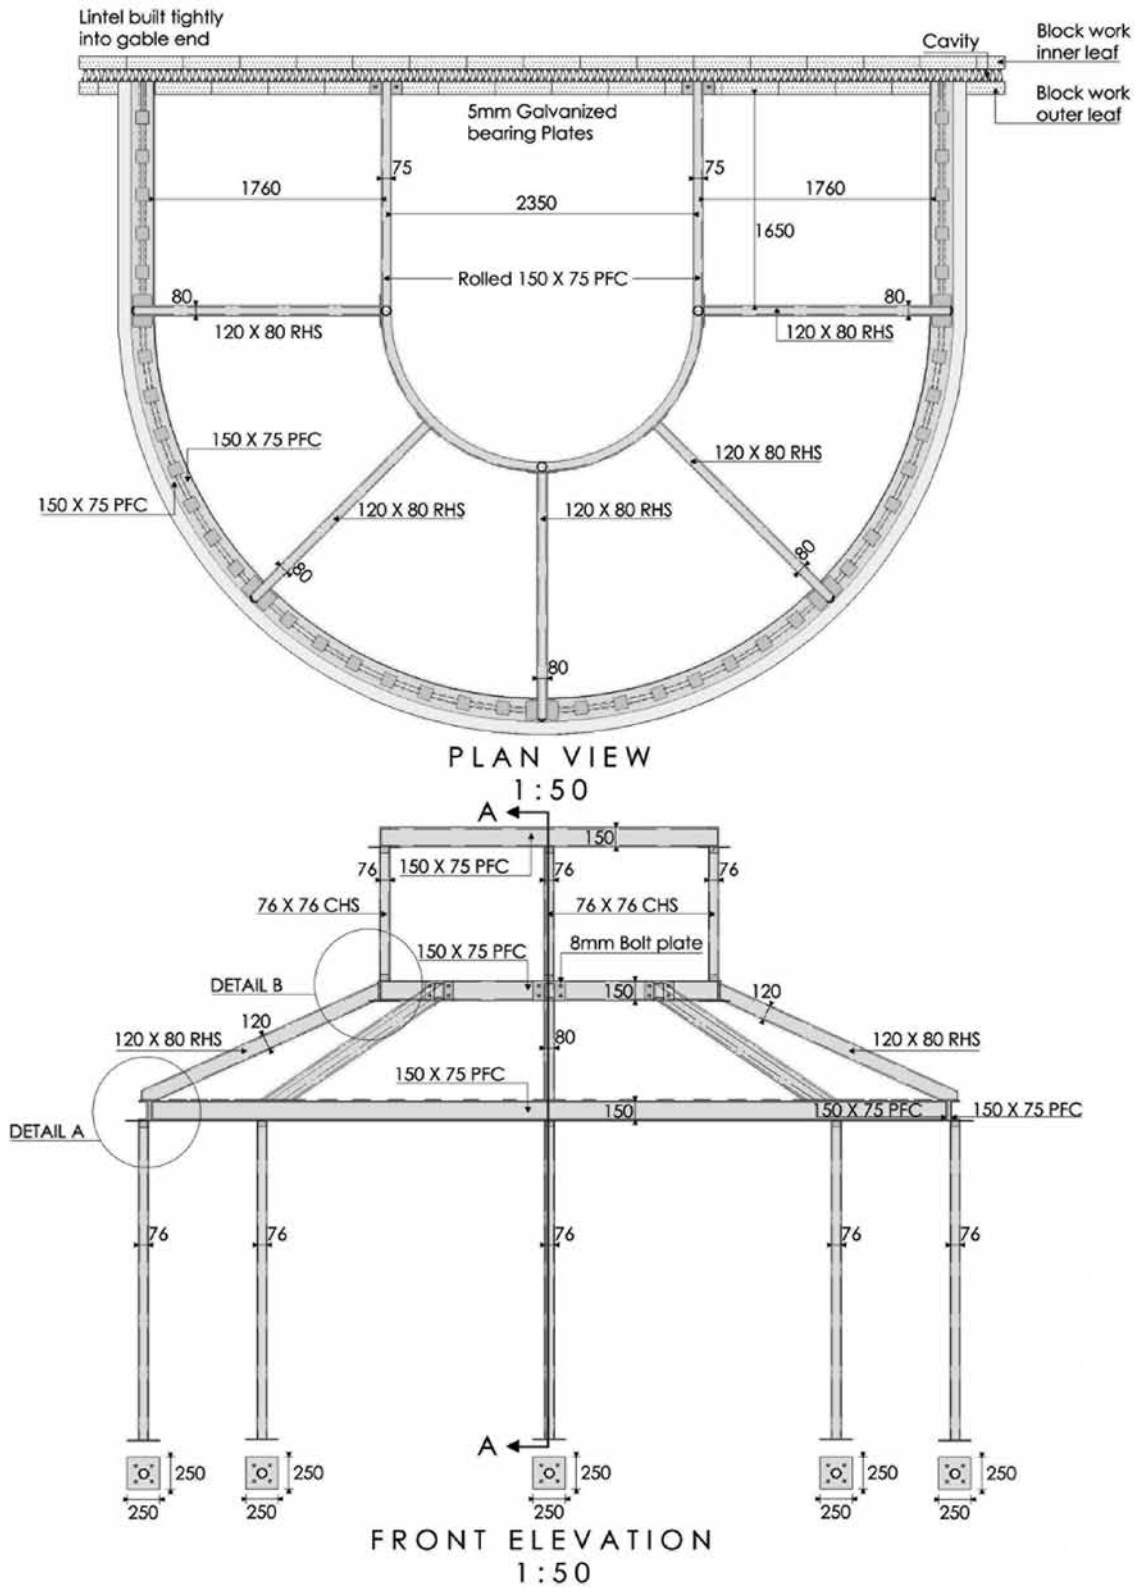 Lintel built tightly
into gable end
Cavity
Block work
inner leaf
Block work
outer leaf
5mm Galvanized
bearing Plates
75
75
1760
1760
2350
1650
Rolled 150 X 75 PFC
80
80
120 X 80 RHS
120 X 80 RHS
150 X 75 PFC
120 X 80 RHS
150 X 75 PFC
120 X 80 RHS
120 X 80 RHS
80
80
80
PLAN VIEW
1:50
A
150
76
150 X 75 PFC
76
76
76 X 76 CHS
76 X 76 CHS
150 X 75 PFC
8mm Bolt plate
DETAIL B
150
120
120
120 X 80 RHS
80
120 X 80 RHS
150 X 75 PFC
150
150 X 75 PFC
150 X 75 PFC
DETAIL A
76
76
76
76
76
A
250
250
250
250
250
250
250
250
250
250
FRONT ELEVATION
1:50